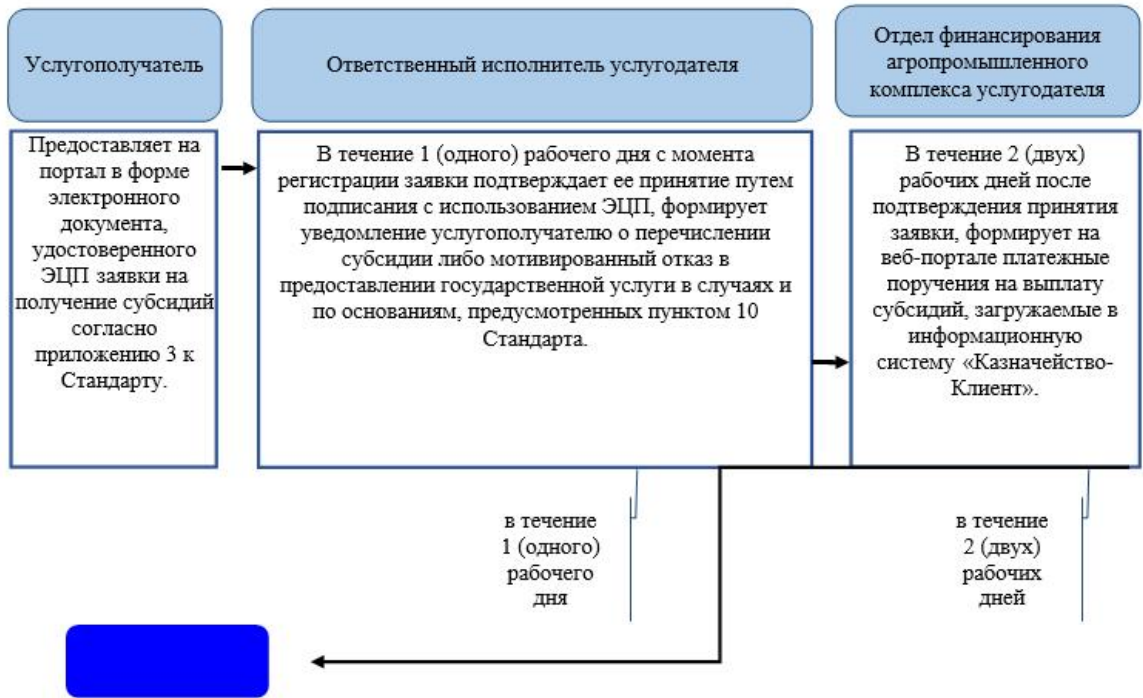 Услугополучатель
Ответственный исполнитель услугодателя
Отдел финансирования
агропромышленного
комплекса услугодателя
Предоставляет на
портал в форме
электронного
документа,
удостоверенного
ЭЦП заявки на
получение субсидий
согласно
приложению 3 к
Стандарту.
В течение 1 (одного) рабочего дня с момента
регистрации заявки подтверждает ее принятие путем
подписания с использованием ЭЦП, формирует
уведомление услугополучателю о перечислении
субсидии либо мотивированный отказ в
предоставлении государственной услуги в случаях и
по основаниям, предусмотренных пунктом 10
Стандарта.
В течение 2 (двух)
рабочих дней после
подтверждения принятия
заявки, формирует на
веб-портале платежные
поручения на выплату
субсидий, загружаемые в
информационную
систему «Казначейство-
Клиент».
в течение
1 (одного)
рабочего
дня
в течение
2 (двух)
рабочих
дней